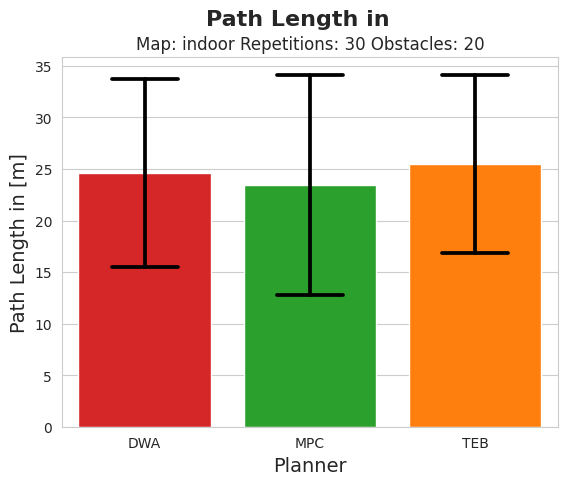 Path Length in
Map: indoor Repetitions: 30 Obstacles: 20
Path Length in [m]
35
30
25
20
15
10
5
0
DWA
MPC
TEB
Planner